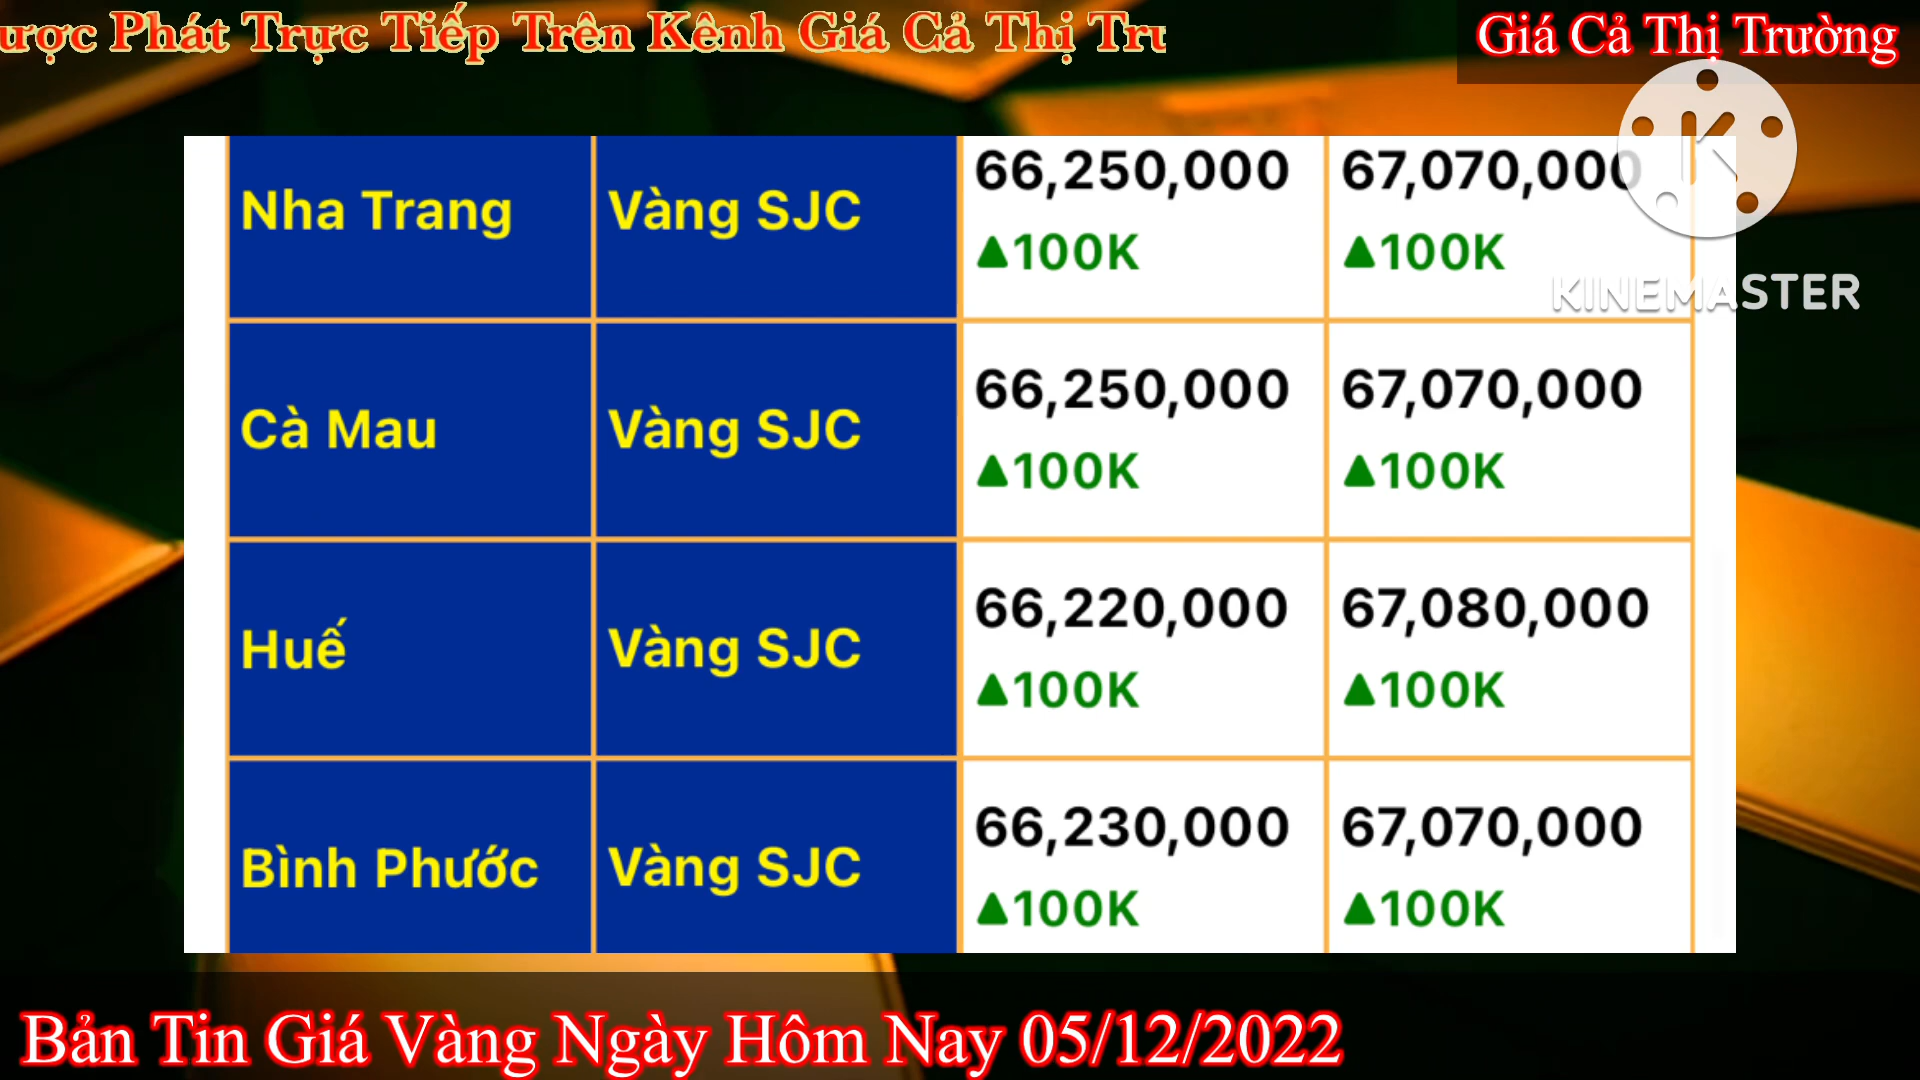 ược Phát Trực Tiếp Trên Kênh Giá Cả Thị Trư
Giá Cả Thị Trường
KINEMASTER
Nha Trang
Vàng SJC
66,250,000
▲100K
67,070,000
▲100K
Cà Mau
Vàng SJC
66,250,000
▲100K
67,070,000
▲100K
Huế
Vàng SJC
66,220,000
▲100K
67,080,000
▲100K
Bình Phước
Vàng SJC
66,230,000
▲100K
67,070,000
▲100K
Bản Tin Giá Vàng Ngày Hôm Nay 05/12/2022